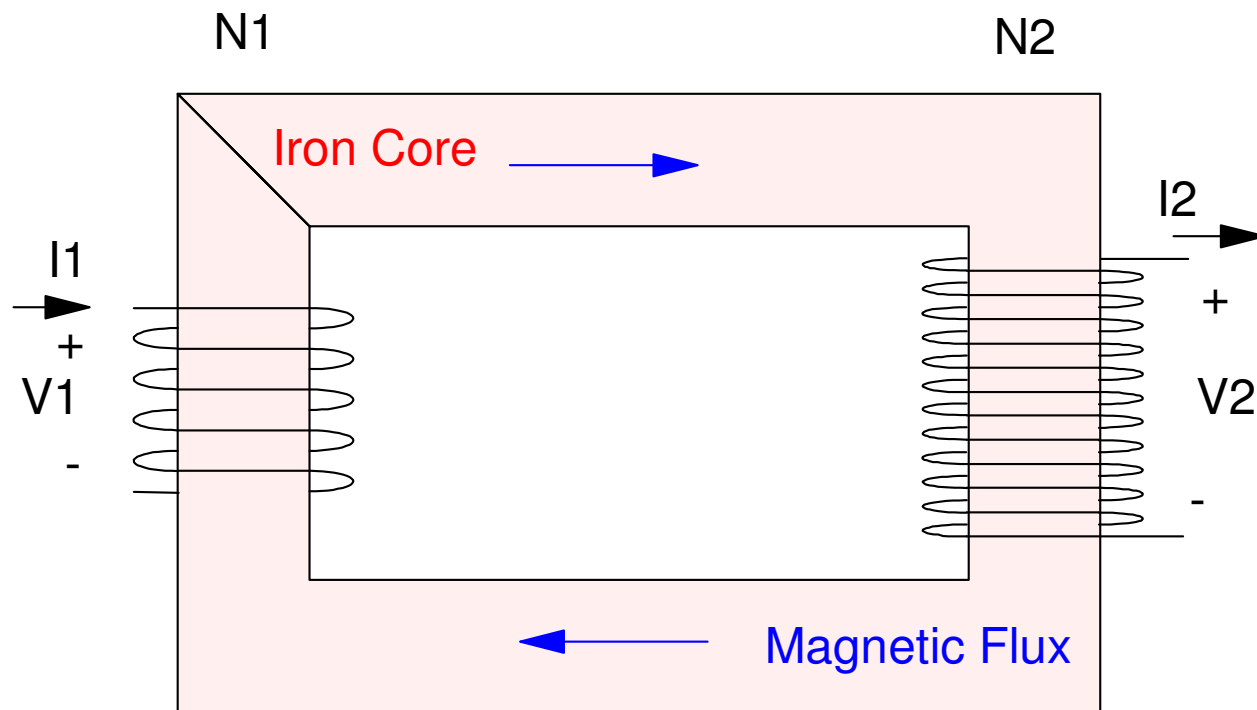 N1
N2
Iron Core
I2
I1
+
+
V1
V2
-
-
Magnetic Flux